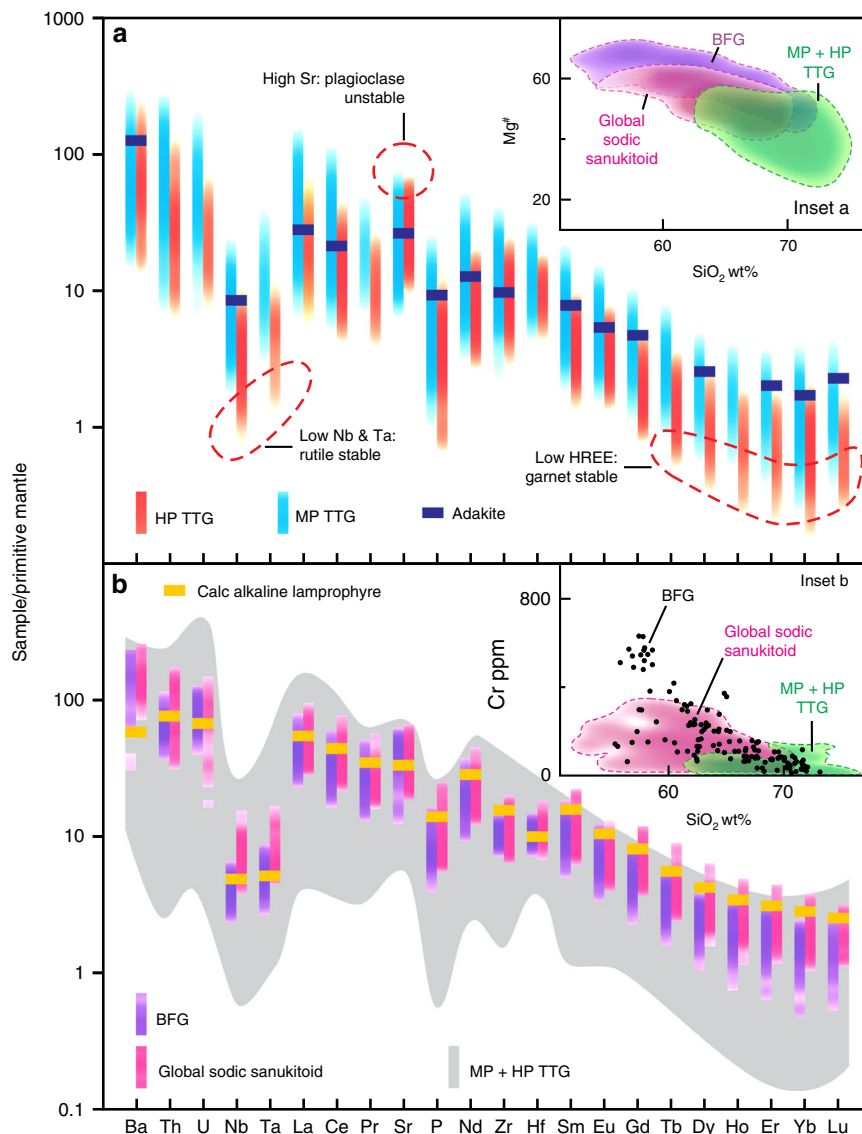 1000
100
10
1
Sample/primitive mantle
a
High Sr: plagioclase
unstable
Low Nb & Ta:
rutile stable
Low HREE:
garnet stable
HP TTG
MP TTG
Adakite
BFG
MP + HP
TTG
Global
sodic
sanukitoid
Mg#
60
20
60
70
SiO2 wt%
Inset a
b
Calc alkaline lamprophyre
100
10
1
0.1
BFG
Global sodic sanukitoid
MP + HP TTG
Inset b
BFG
Global sodic
sanukitoid
MP + HP
TTG
Cr ppm
800
0
60
70
SiO2 wt%
Ba Th U Nb Ta La Ce Pr Sr P Nd Zr Hf Sm Eu Gd Tb Dy Ho Er Yb Lu